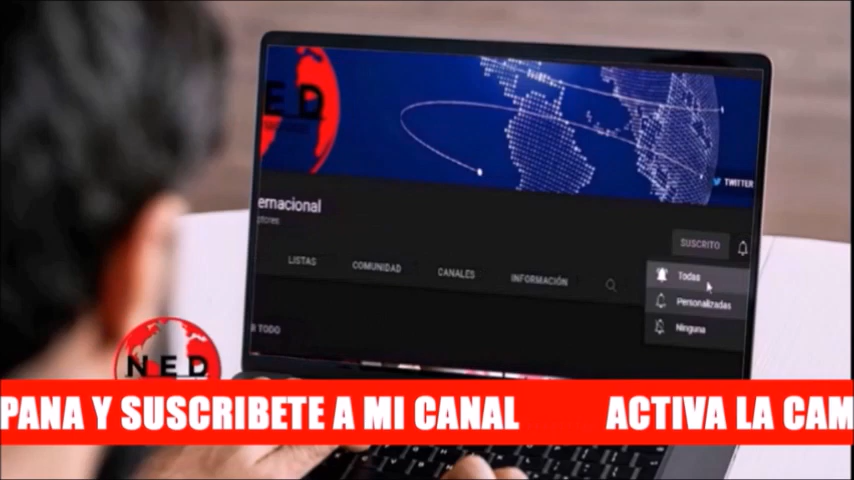 E D
TWITTER
ernacional
SUSCRITO
LISTAS COMUNIDAD CANALES INFORMACIÓN
Todas
Personalizadas
Ninguna
R TODO
NED
PANA Y SUSCRIBETE A MI CANAL ACTIVA LA CAM